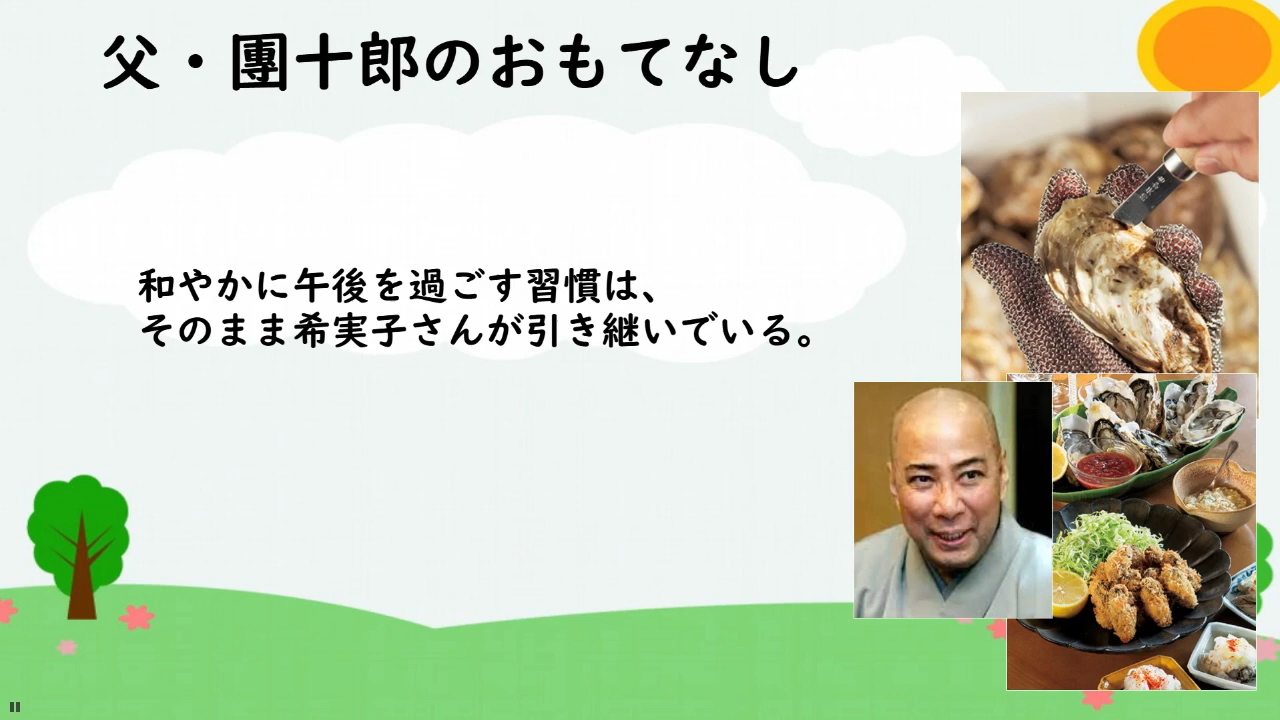 父・團十郎のおもてなし
和やかに午後を過ごす習慣は、
そのまま希実子さんが引き継いでいる。